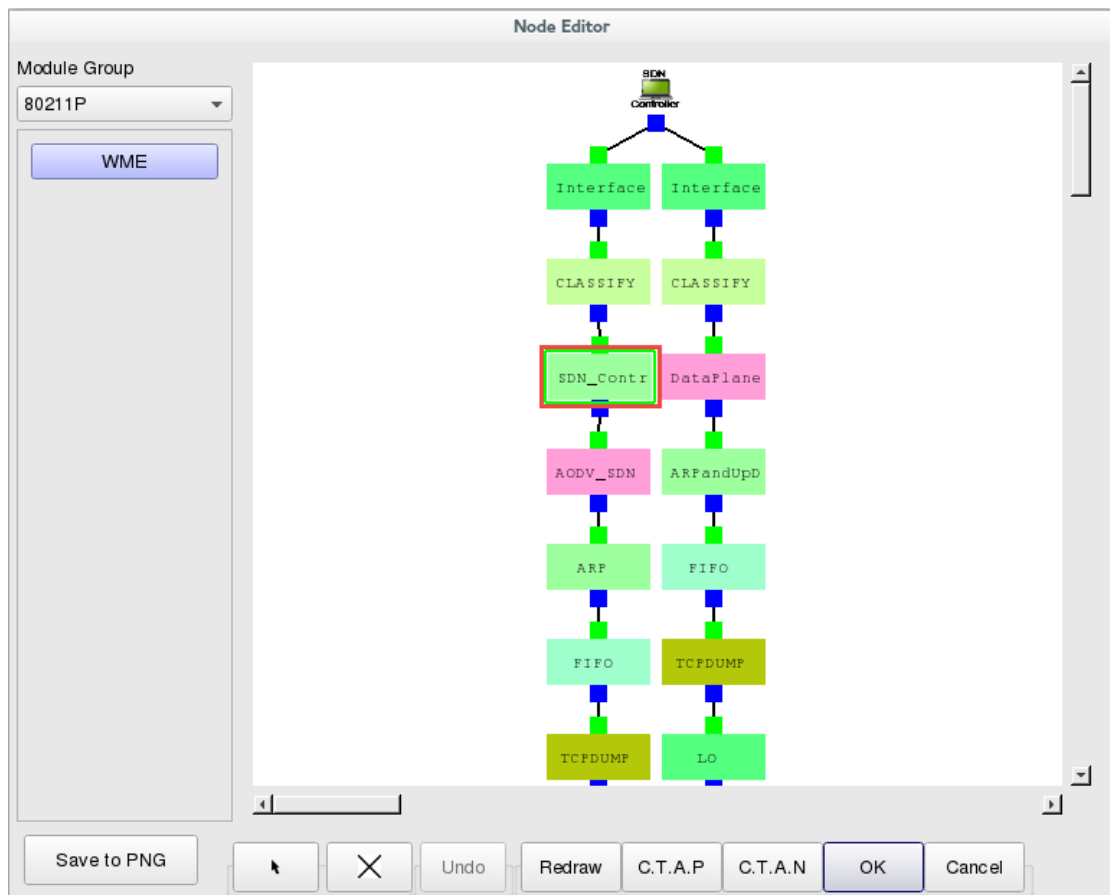 Node Editor
Module Group
80211P
WME
SDN
Controller
Interface Interface
CLASSIFY CLASSIFY
SDN_Contr DataPlane
AODV_SDN ARPandUpD
ARP FIFO
FIFO TCPDUMP
TCPDUMP LO
Save to PNG Undo Redraw C.T.A.P C.T.A.N OK Cancel